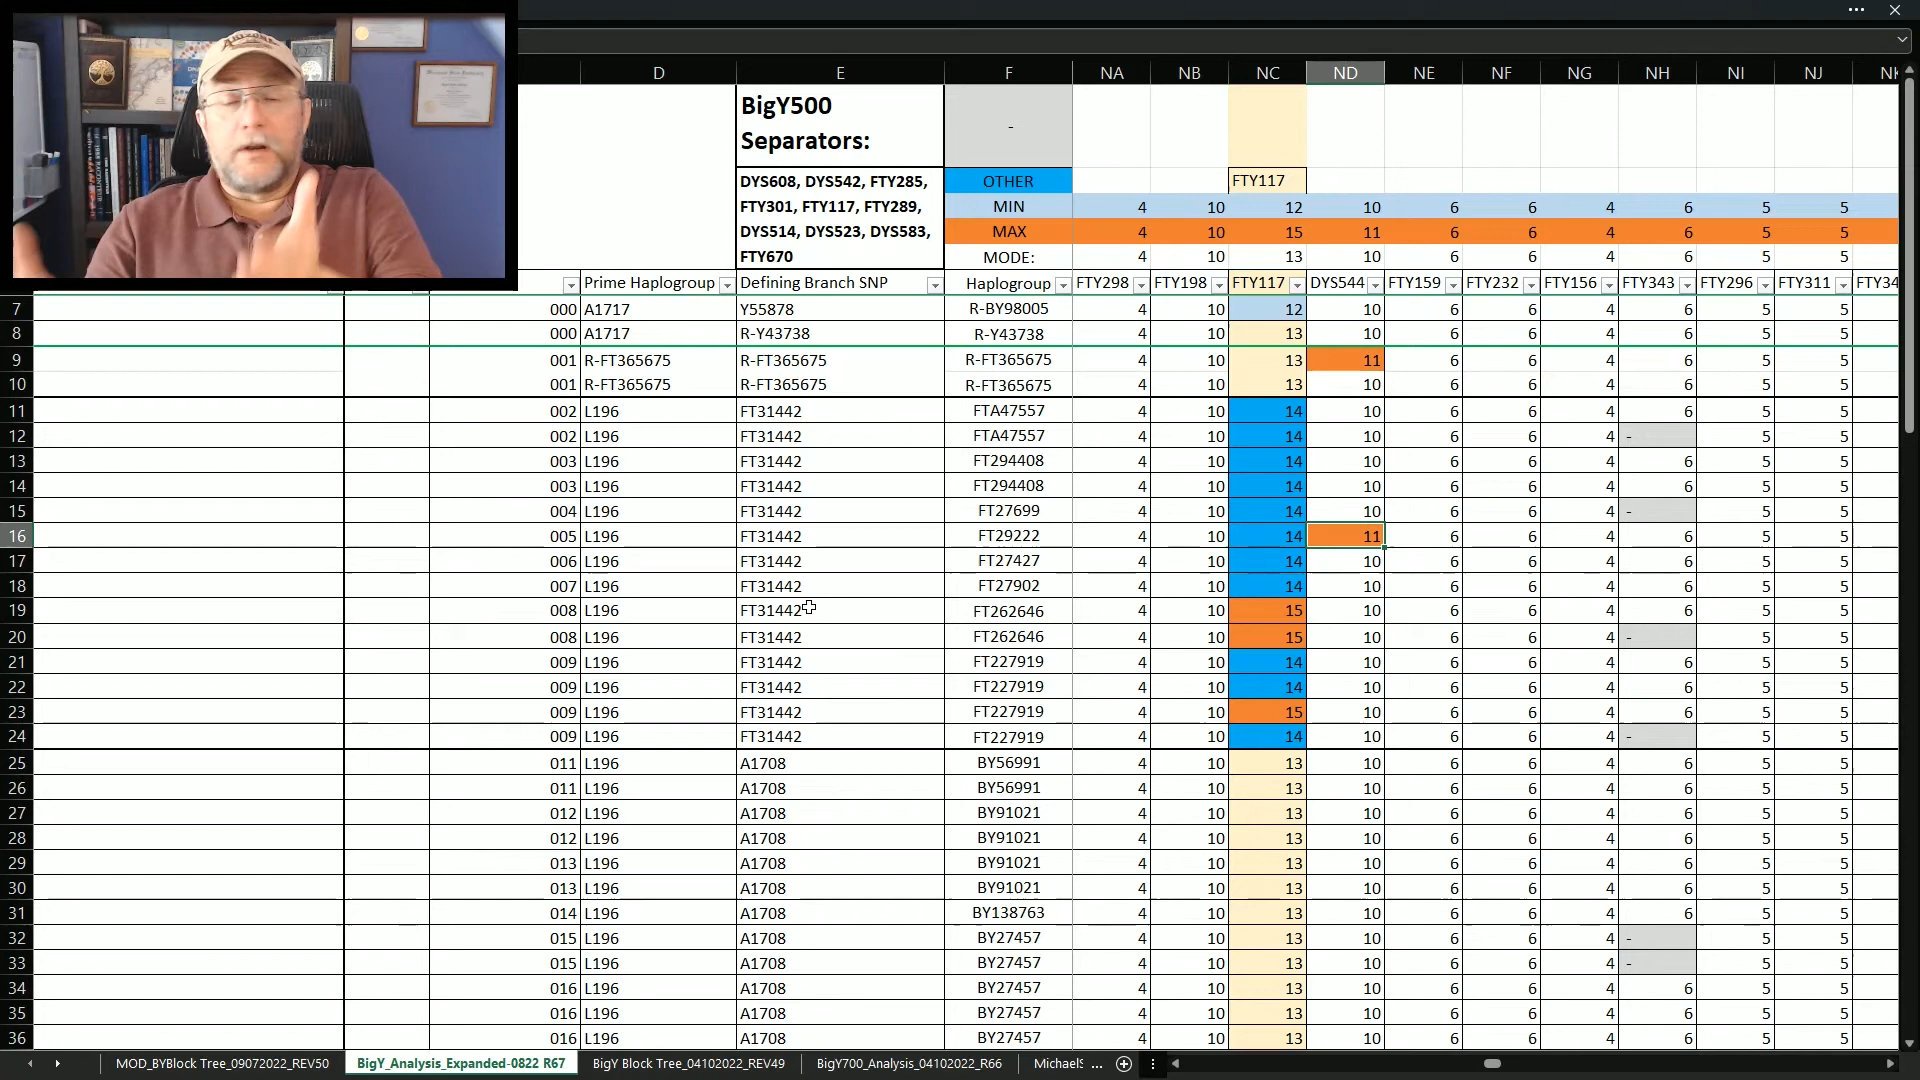 D E F NA NB NC ND NE NF NG NH NI NJ NK
BigY500
Separators:
-
DYS608, DYS542, FTY285,
FTY301, FTY117, FTY289,
DYS514, DYS523, DYS583,
FTY670
OTHER FTY117
MIN 4 10 12 10 6 6 4 6 5 5
MAX 4 10 15 11 6 6 4 6 5 5
MODE: 4 10 13 10 6 6 4 6 5 5
Prime Haplogroup Defining Branch SNP Haplogroup FTY298 FTY198 FTY117 DYS544 FTY159 FTY232 FTY156 FTY343 FTY296 FTY311 FTY34
7 000 A1717 Y55878 R-BY98005 4 10 12 10 6 6 4 6 5 5
8 000 A1717 R-Y43738 R-Y43738 4 10 13 10 6 6 4 6 5 5
9 001 R-FT365675 R-FT365675 R-FT365675 4 10 13 11 6 6 4 6 5 5
10 001 R-FT365675 R-FT365675 R-FT365675 4 10 13 10 6 6 4 6 5 5
11 002 L196 FT31442 FTA47557 4 10 14 10 6 6 4 6 5 5
12 002 L196 FT31442 FTA47557 4 10 14 10 6 6 4 - 5 5
13 003 L196 FT31442 FT294408 4 10 14 10 6 6 4 6 5 5
14 003 L196 FT31442 FT294408 4 10 14 10 6 6 4 6 5 5
15 004 L196 FT31442 FT27699 4 10 14 10 6 6 4 - 5 5
16 005 L196 FT31442 FT29222 4 10 14 11 6 6 4 6 5 5
17 006 L196 FT31442 FT27427 4 10 14 10 6 6 4 6 5 5
18 007 L196 FT31442 FT27902 4 10 14 10 6 6 4 6 5 5
19 008 L196 FT31442 FT262646 4 10 15 10 6 6 4 6 5 5
20 008 L196 FT31442 FT262646 4 10 15 10 6 6 4 - 5 5
21 009 L196 FT31442 FT227919 4 10 14 10 6 6 4 6 5 5
22 009 L196 FT31442 FT227919 4 10 14 10 6 6 4 6 5 5
23 009 L196 FT31442 FT227919 4 10 15 10 6 6 4 6 5 5
24 009 L196 FT31442 FT227919 4 10 14 10 6 6 4 - 5 5
25 011 L196 A1708 BY56991 4 10 13 10 6 6 4 6 5 5
26 011 L196 A1708 BY56991 4 10 13 10 6 6 4 6 5 5
27 012 L196 A1708 BY91021 4 10 13 10 6 6 4 6 5 5
28 012 L196 A1708 BY91021 4 10 13 10 6 6 4 6 5 5
29 013 L196 A1708 BY91021 4 10 13 10 6 6 4 6 5 5
30 013 L196 A1708 BY91021 4 10 13 10 6 6 4 6 5 5
31 014 L196 A1708 BY138763 4 10 13 10 6 6 4 6 5 5
32 015 L196 A1708 BY27457 4 10 13 10 6 6 4 - 5 5
33 015 L196 A1708 BY27457 4 10 13 10 6 6 4 - 5 5
34 016 L196 A1708 BY27457 4 10 13 10 6 6 4 6 5 5
35 016 L196 A1708 BY27457 4 10 13 10 6 6 4 6 5 5
36 016 L196 A1708 BY27457 4 10 13 10 6 6 4 6 5 5
MOD_BYBlock Tree_09072022_REV50 BigY_Analysis_Expanded-0822 R67 BigY Block Tree_04102022_REV49 BigY700_Analysis_04102022_R66 MichaelS ...